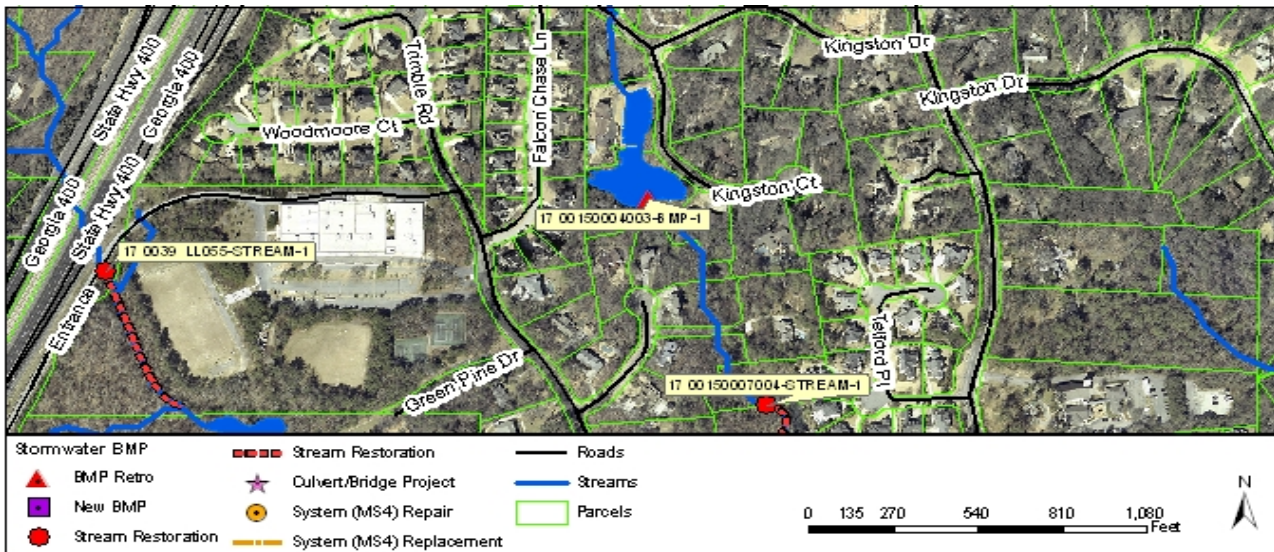 Kingston Dr
Kingston Dr
Falcon Chase Ln
Trimble Rd
State Hwy 400
Georgia 400
Woodmoore Ct
State Hwy 400
Georgia 400
Kingston Ct
17 00150004003-BMP-1
17 0039 LL055-STREAM-1
Entrance
Telford Pl
Green Pine Dr
17 00150007004-STREAM-1
Stormwater BMP
BMP Retro
New BMP
Stream Restoration
Stream Restoration
Culvert/Bridge Project
System (MS4) Repair
System (MS4) Replacement
Roads
Streams
Parcels
0 135 270 540 810 1,080
Feet
N